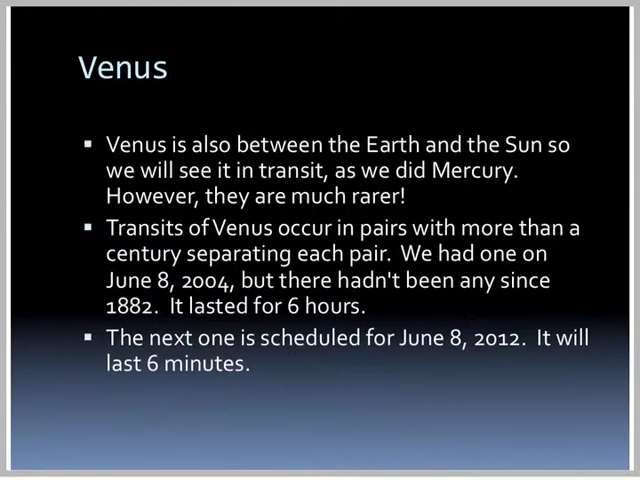 Venus
▪ Venus is also between the Earth and the Sun so
we will see it in transit, as we did Mercury.
However, they are much rarer!
▪ Transits of Venus occur in pairs with more than a
century separating each pair. We had one on
June 8, 2004, but there hadn't been any since
1882. It lasted for 6 hours.
▪ The next one is scheduled for June 8, 2012. It will
last 6 minutes.